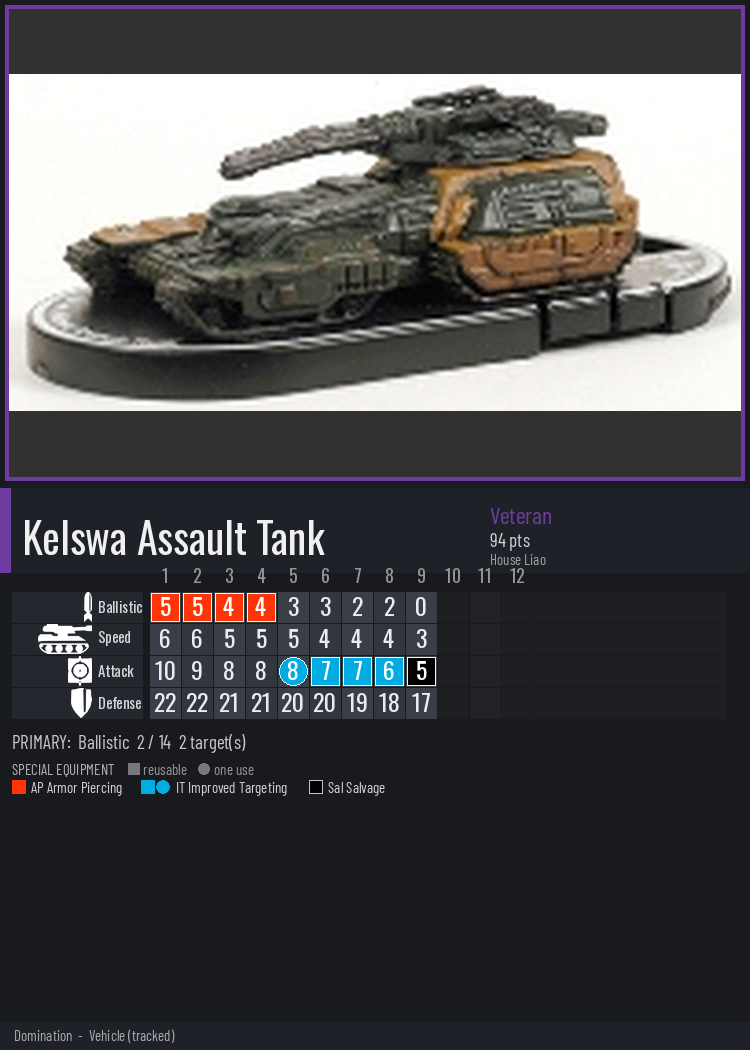 Kelswa Assault Tank
Veteran
94 pts
House Liao
1 2 3 4 5 6 7 8 9 10 11 12
Ballistic 5 5 4 4 3 3 2 2 0
Speed 6 6 5 5 5 4 4 4 3
Attack 10 9 8 8 8 7 7 6 5
Defense 22 22 21 21 20 20 19 18 17
PRIMARY: Ballistic 2 / 14 2 target(s)
SPECIAL EQUIPMENT reusable one use
AP Armor Piercing IT Improved Targeting Sal Salvage
Domination - Vehicle (tracked)